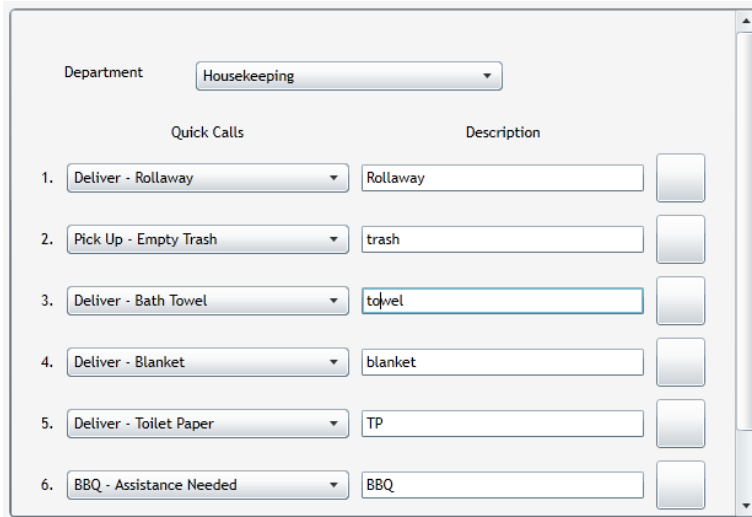 Department Housekeeping
Quick Calls Description
1. Deliver - Rollaway Rollaway
2. Pick Up - Empty Trash trash
3. Deliver - Bath Towel towel
4. Deliver - Blanket blanket
5. Deliver - Toilet Paper TP
6. BBQ - Assistance Needed BBQ